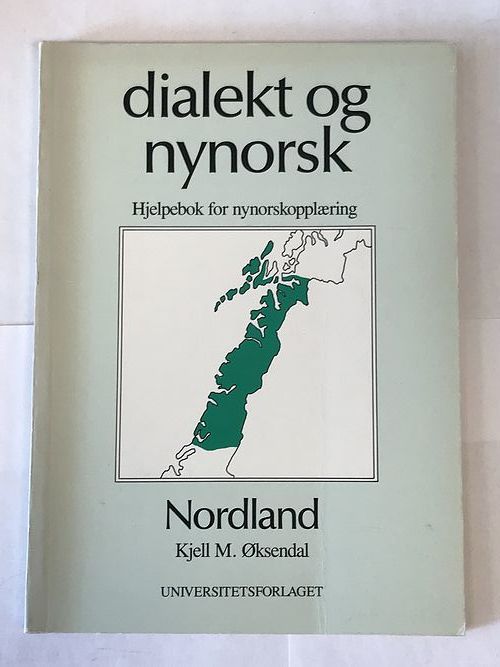 dialekt og
nynorsk
Hjelpebok for nynorskopplæring
Nordland
Kjell M. Øksendal
UNIVERSITETSFORLAGET